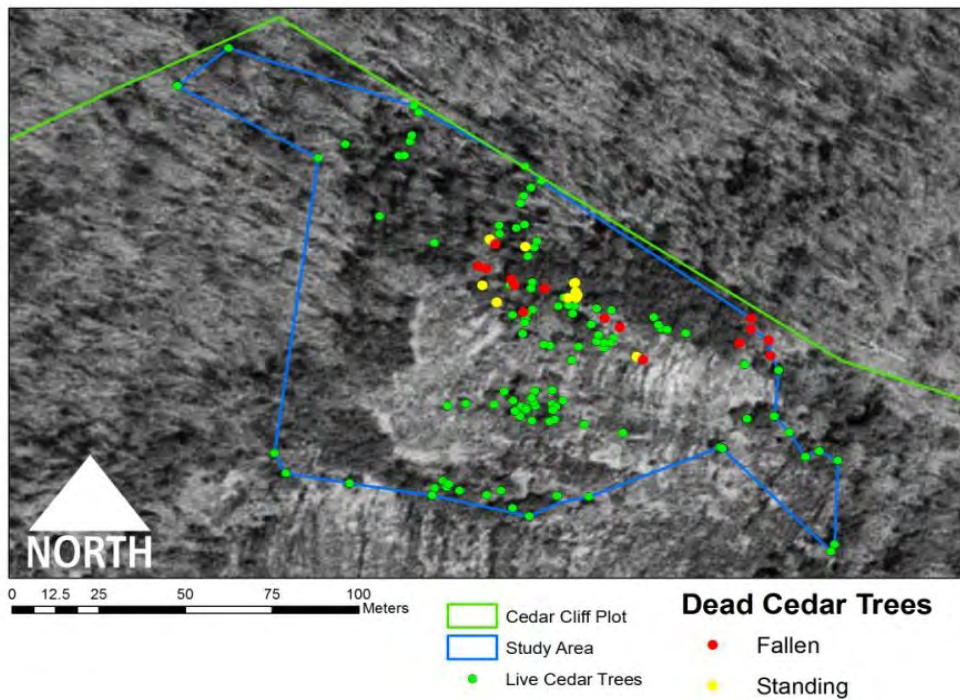 NORTH
0 12.5 25 50 75 100
Meters
Cedar Cliff Plot
Study Area
Live Cedar Trees
Dead Cedar Trees
Fallen
Standing